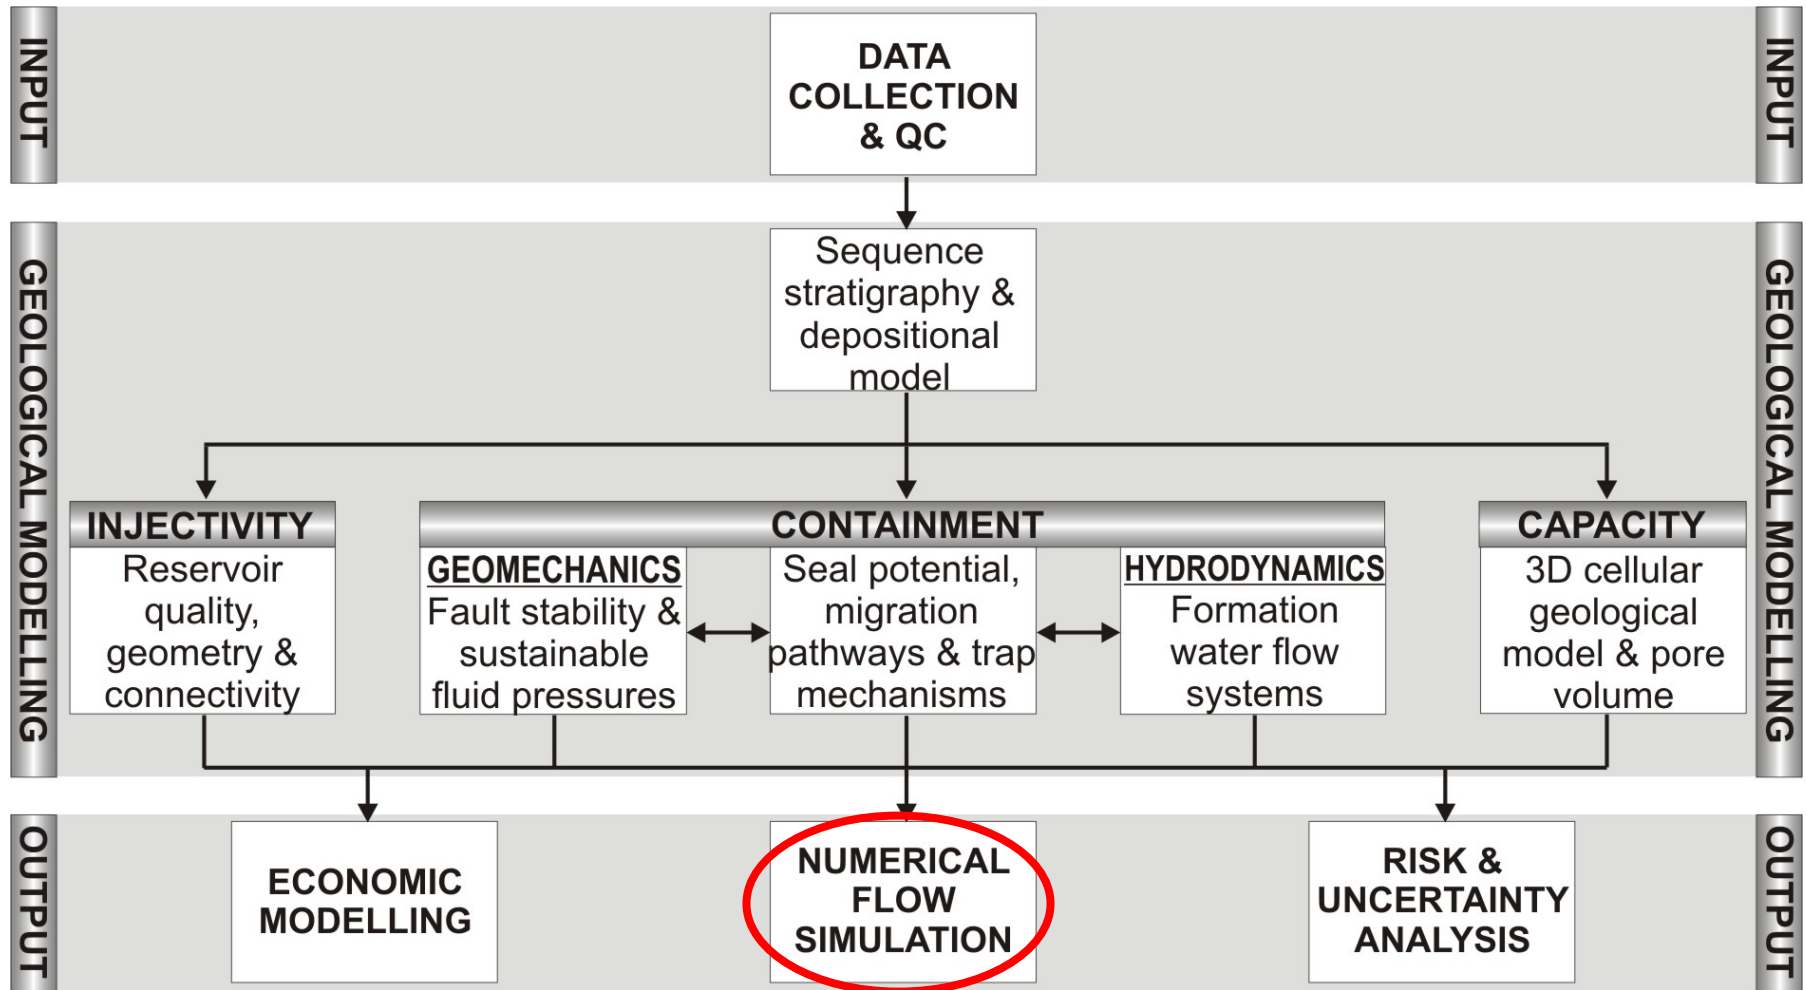 INPUT
DATA
COLLECTION
& QC
INPUT
GEOLOGICAL MODELLING
Sequence
stratigraphy &
depositional
model
GEOLOGICAL MODELLING
INJECTIVITY
Reservoir
quality,
geometry &
connectivity
CONTAINMENT
GEOMECHANICS
Fault stability &
sustainable
fluid pressures
Seal potential,
migration
pathways & trap
mechanisms
HYDRODYNAMICS
Formation
water flow
systems
CAPACITY
3D cellular
geological
model & pore
volume
OUTPUT
ECONOMIC
MODELLING
NUMERICAL
FLOW
SIMULATION
RISK &
UNCERTAINTY
ANALYSIS
OUTPUT